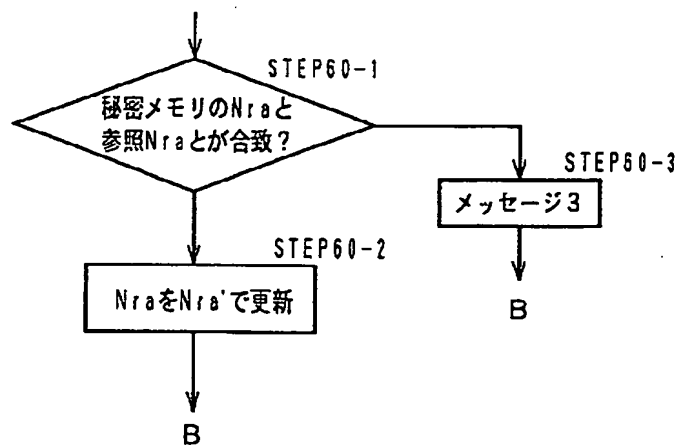 STEP60-1
秘密メモリのNraと
参照Nraとが合致?
STEP60-3
メッセージ3
STEP60-2
NraをNra'で更新
B
B